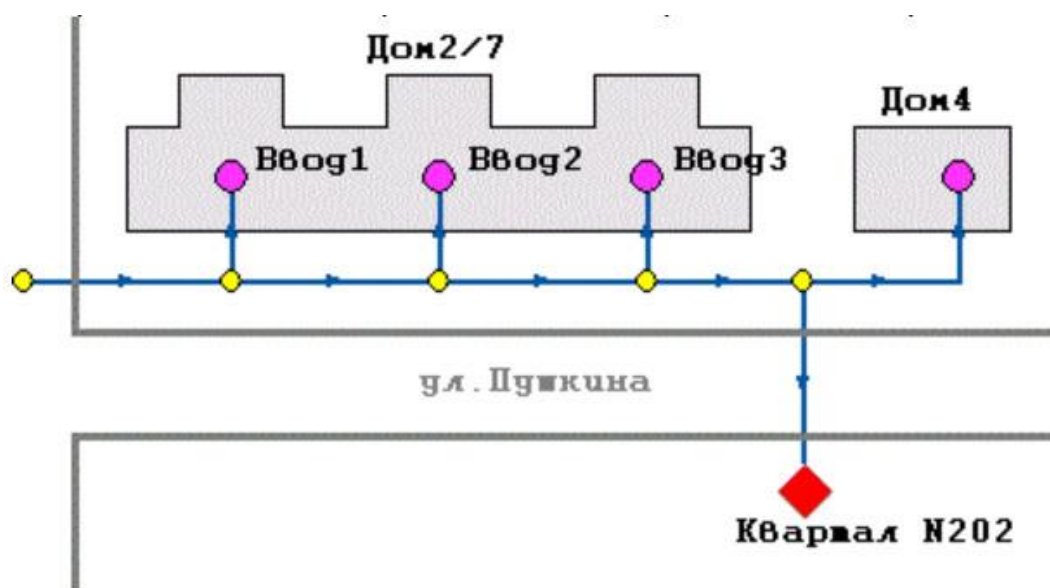 Дом2/7
Дом4
Ввод1
Ввод2
Ввод3
ул.Пушкина
Квартал N202